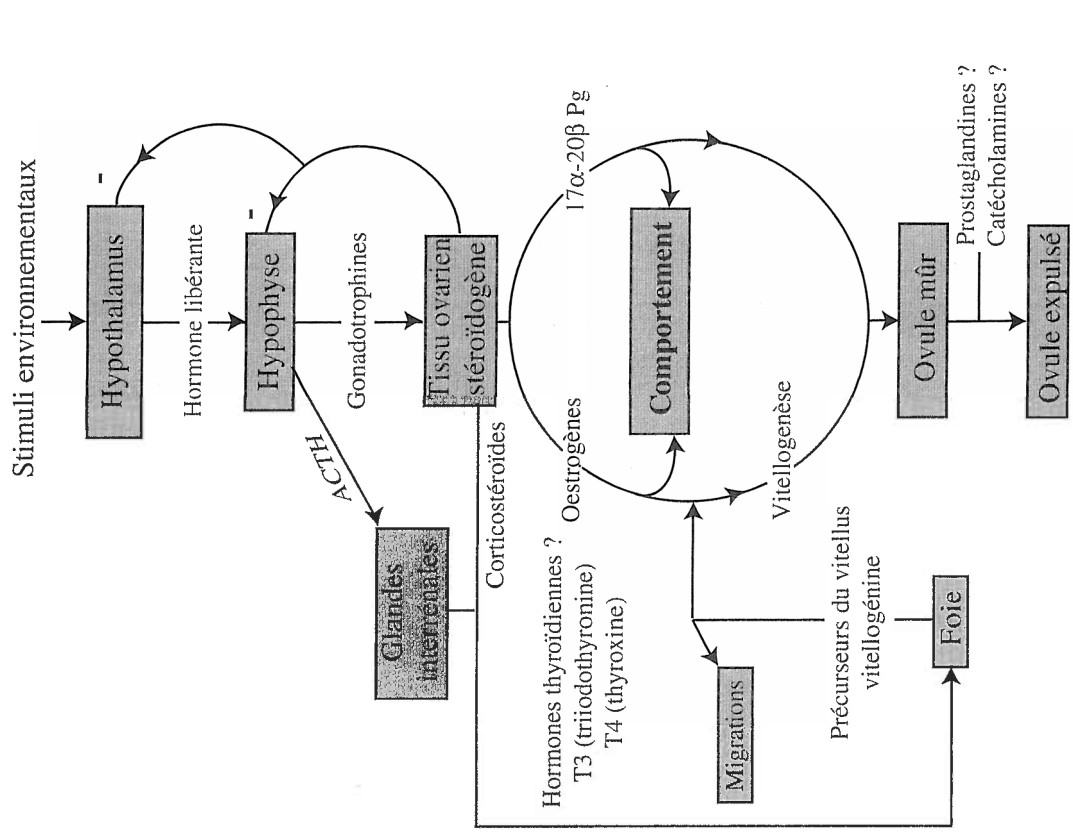 Stimuli environnementaux
Hypothalamus
-
Hormone libérante
Hypophyse
-
ACTH
Gonadotrophines
Glandes
interrénales
Tissu ovarien
stéroïdogène
Corticostéroïdes
Oestrogènes
17α-20β Pg
Hormones thyroïdiennes ?
T3 (triiodothyronine)
T4 (thyroxine)
Comportement
Migrations
Vitellogenèse
Précurseurs du vitellus
vitellogénine
Foie
Ovule mûr
Prostaglandines ?
Catécholamines ?
Ovule expulsé